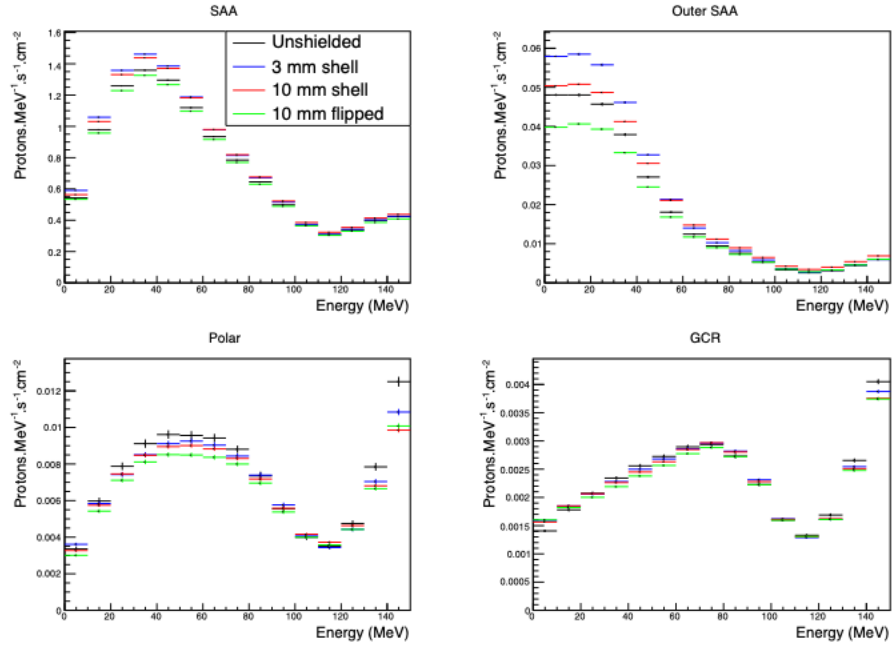 SAA
Protons.MeV⁻¹.s⁻¹.cm⁻²
1.6
1.4
1.2
1
0.8
0.6
0.4
0.2
0
0 20 40 60 80 100 120 140
Energy (MeV)
Unshielded
3 mm shell
10 mm shell
10 mm flipped
Outer SAA
Protons.MeV⁻¹.s⁻¹.cm⁻²
0.06
0.05
0.04
0.03
0.02
0.01
0
0 20 40 60 80 100 120 140
Energy (MeV)
Polar
Protons.MeV⁻¹.s⁻¹.cm⁻²
0.012
0.01
0.008
0.006
0.004
0.002
0
0 20 40 60 80 100 120 140
Energy (MeV)
GCR
Protons.MeV⁻¹.s⁻¹.cm⁻²
0.004
0.0035
0.003
0.0025
0.002
0.0015
0.001
0.0005
0
0 20 40 60 80 100 120 140
Energy (MeV)